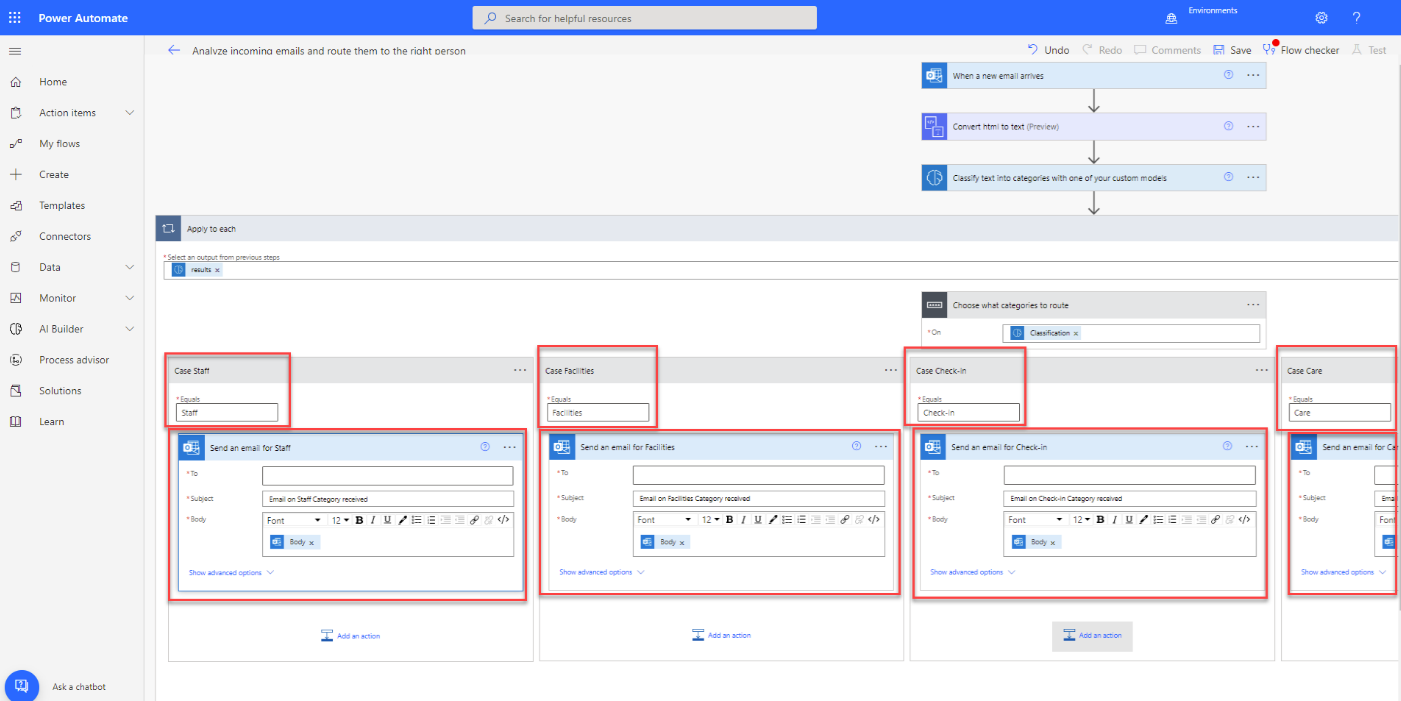 Power Automate
Search for helpful resources
Environments
?
Home
Action items
My flows
Create
Templates
Connectors
Data
Monitor
AI Builder
Process advisor
Solutions
Learn
Ask a chatbot
Analyze incoming emails and route them to the right person
Undo Redo Comments Save Flow checker Test
When a new email arrives
Convert html to text (Preview)
Classify text into categories with one of your custom models
Apply to each
* Select an output from previous steps
results x
Choose what categories to route
* On Classification x
Case Staff
* Equals
Staff
Send an email for Staff
* To
* Subject Email on Staff Category received
* Body Font 12 B I U </>
Body x
Show advanced options
Add an action
Case Facilities
* Equals
Facilities
Send an email for Facilities
* To
* Subject Email on Facilities Category received
* Body Font 12 B I U </>
Body x
Show advanced options
Add an action
Case Check-in
* Equals
Check-in
Send an email for Check-in
* To
* Subject Email on Check-in Category received
* Body Font 12 B I U </>
Body x
Show advanced options
Add an action
Case Care
* Equals
Care
Send an email for Ca
* To
* Subject Emai
* Body Font
Show advanced options